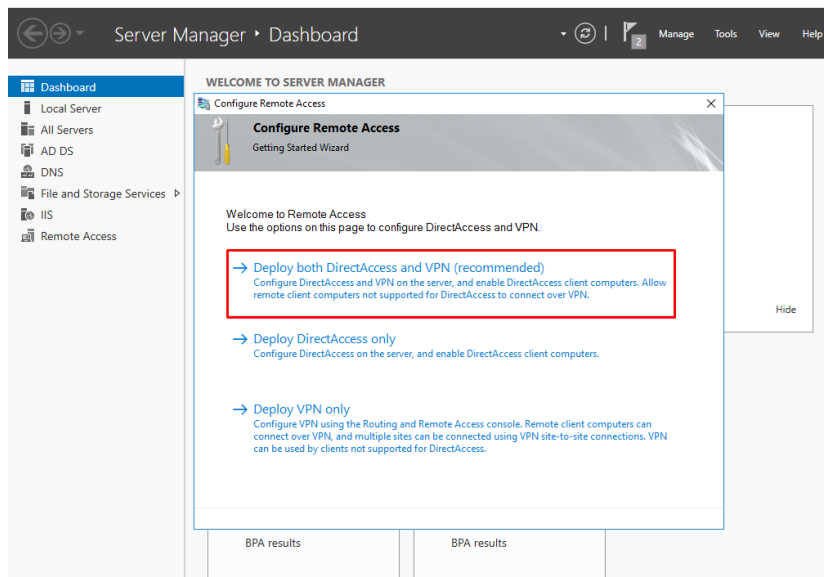 Server Manager ‣ Dashboard
2
Manage
Tools
View
Help
Dashboard
Local Server
All Servers
AD DS
DNS
File and Storage Services
IIS
Remote Access
WELCOME TO SERVER MANAGER
Configure Remote Access
Configure Remote Access
Getting Started Wizard
Welcome to Remote Access
Use the options on this page to configure DirectAccess and VPN.
Deploy both DirectAccess and VPN (recommended)
Configure DirectAccess and VPN on the server, and enable DirectAccess client computers. Allow
remote client computers not supported for DirectAccess to connect over VPN.
Deploy DirectAccess only
Configure DirectAccess on the server, and enable DirectAccess client computers.
Deploy VPN only
Configure VPN using the Routing and Remote Access console. Remote client computers can
connect over VPN, and multiple sites can be connected using VPN site-to-site connections. VPN
can be used by clients not supported for DirectAccess.
Hide
BPA results
BPA results